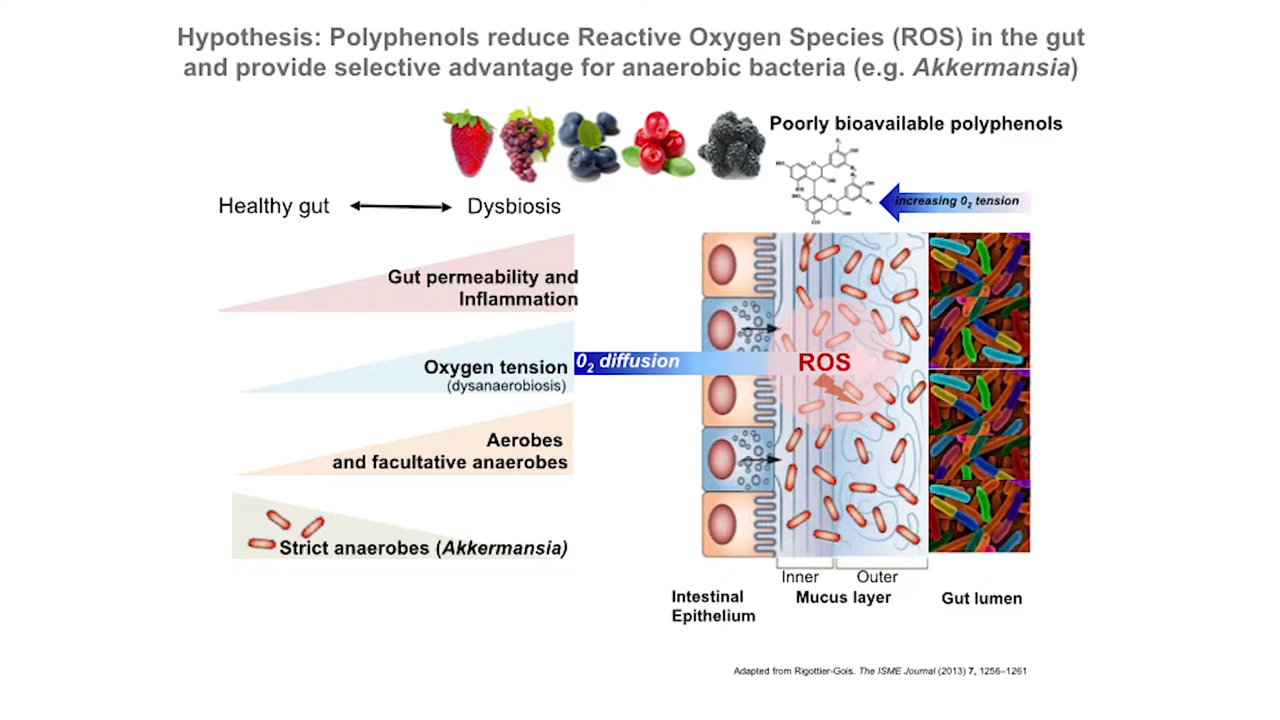 Hypothesis: Polyphenols reduce Reactive Oxygen Species (ROS) in the gut
and provide selective advantage for anaerobic bacteria (e.g. Akkermansia)
Poorly bioavailable polyphenols
increasing 0₂ tension
Healthy gut
Dysbiosis
Gut permeability and
Inflammation
Oxygen tension
(dysanaerobiosis)
0₂ diffusion
ROS
Aerobes
and facultative anaerobes
Strict anaerobes (Akkermansia)
Inner
Outer
Intestinal
Epithelium
Mucus layer
Gut lumen
Adapted from Rigottier-Gois. The ISME Journal (2013) 7, 1256–1261